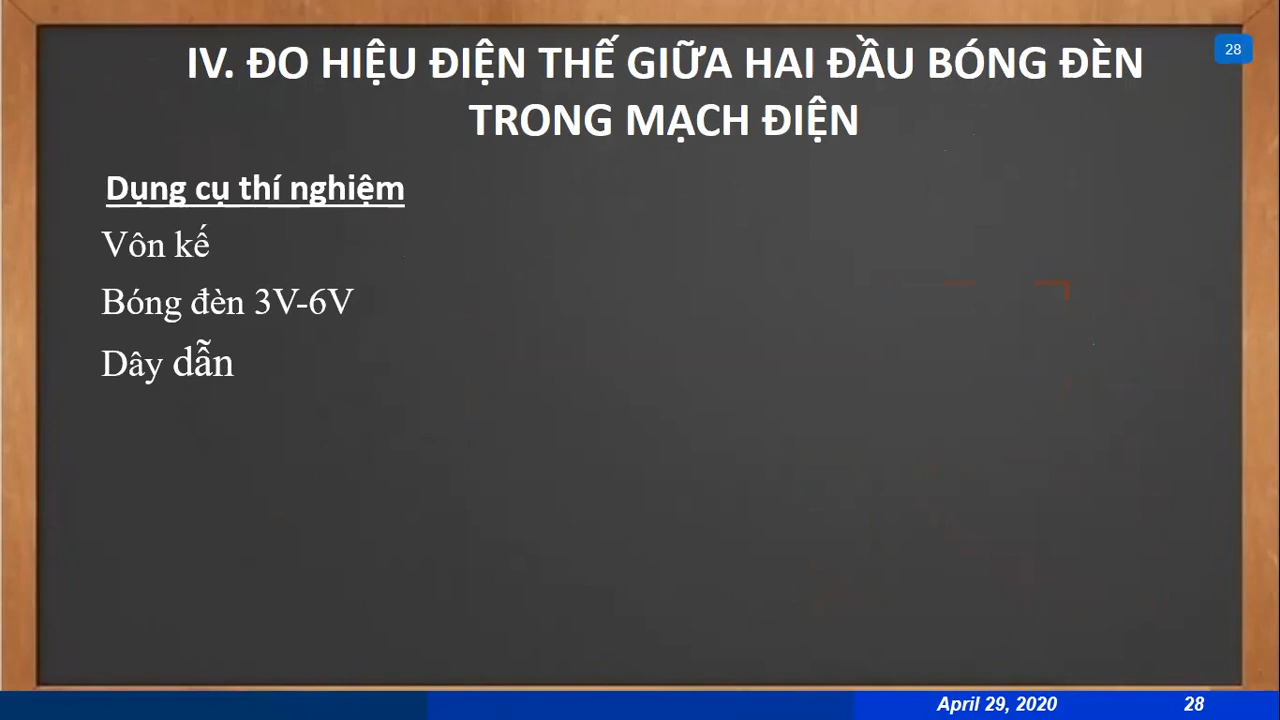 28
IV. ĐO HIỆU ĐIỆN THẾ GIỮA HAI ĐẦU BÓNG ĐÈN
TRONG MẠCH ĐIỆN
Dụng cụ thí nghiệm
Vôn kế
Bóng đèn 3V-6V
Dây dẫn
April 29, 2020 28